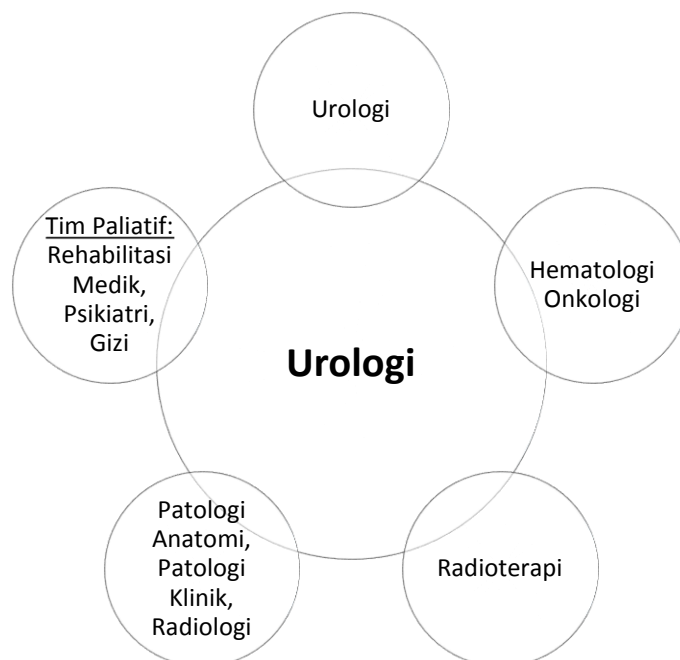 Urologi
Tim Paliatif:
Rehabilitasi
Medik,
Psikiatri,
Gizi
Hematologi
Onkologi
Urologi
Patologi
Anatomi,
Patologi
Klinik,
Radiologi
Radioterapi